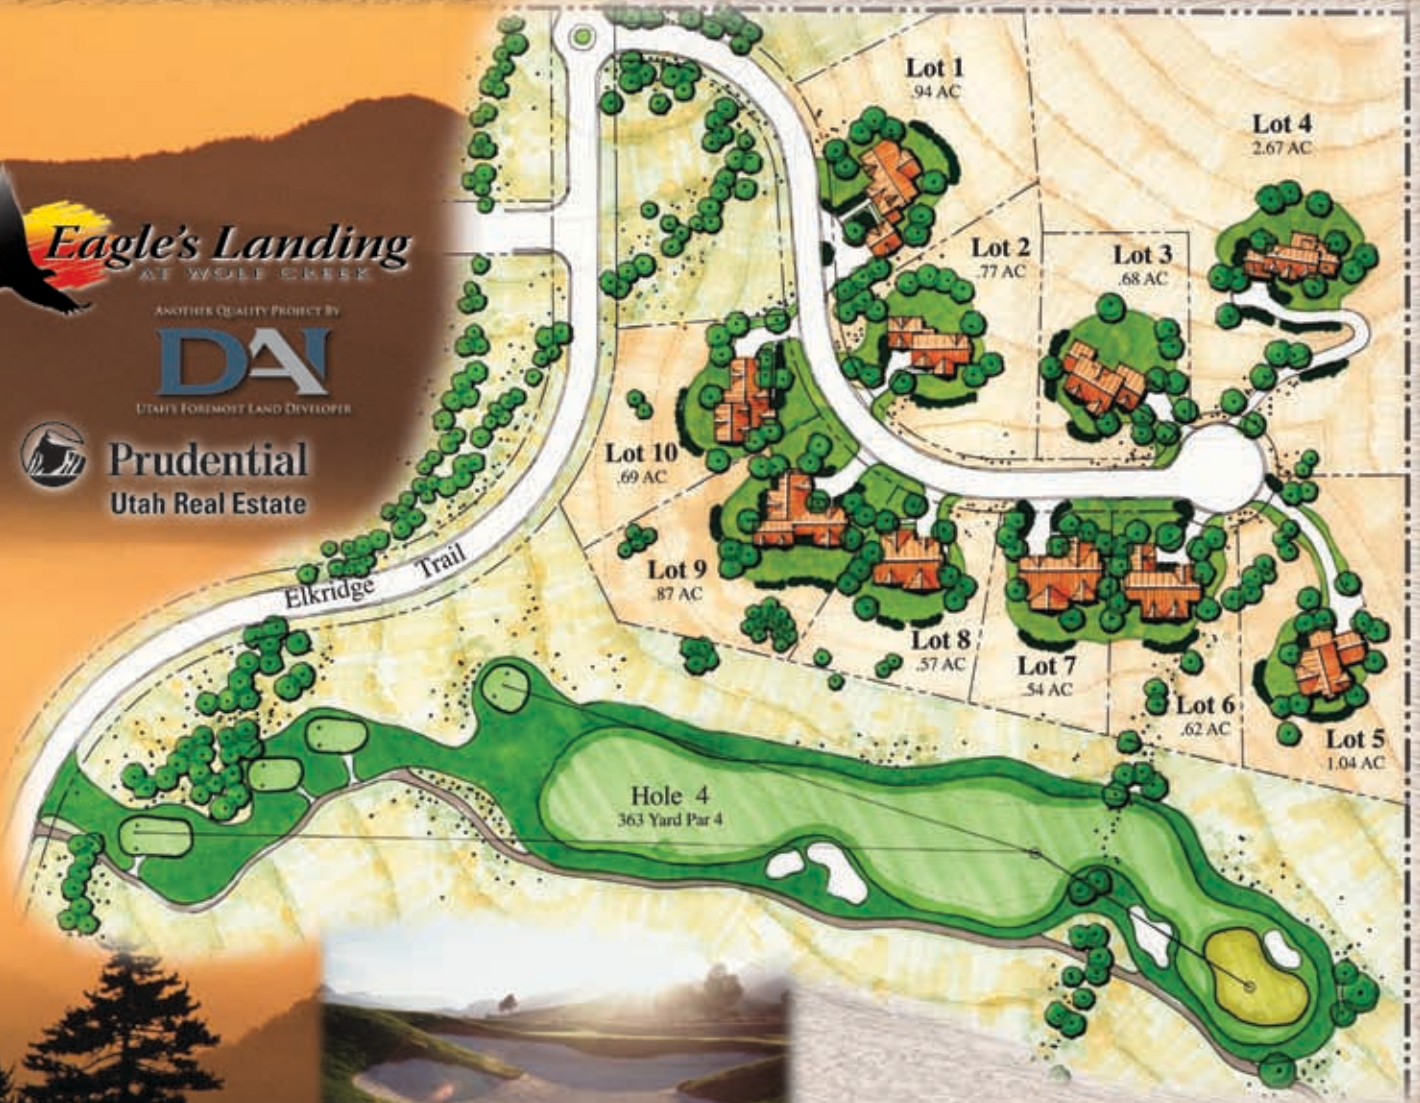 Eagle's Landing
AT WOLF CREEK
ANOTHER QUALITY PROJECT BY
DAI
UTAH'S FOREMOST LAND DEVELOPER
Prudential
Utah Real Estate
Lot 1
.94 AC
Lot 4
2.67 AC
Lot 2
.77 AC
Lot 3
.68 AC
Lot 10
.69 AC
Lot 9
.87 AC
Lot 8
.57 AC
Lot 7
.54 AC
Lot 6
.62 AC
Lot 5
1.04 AC
Elkridge Trail
Hole 4
363 Yard Par 4